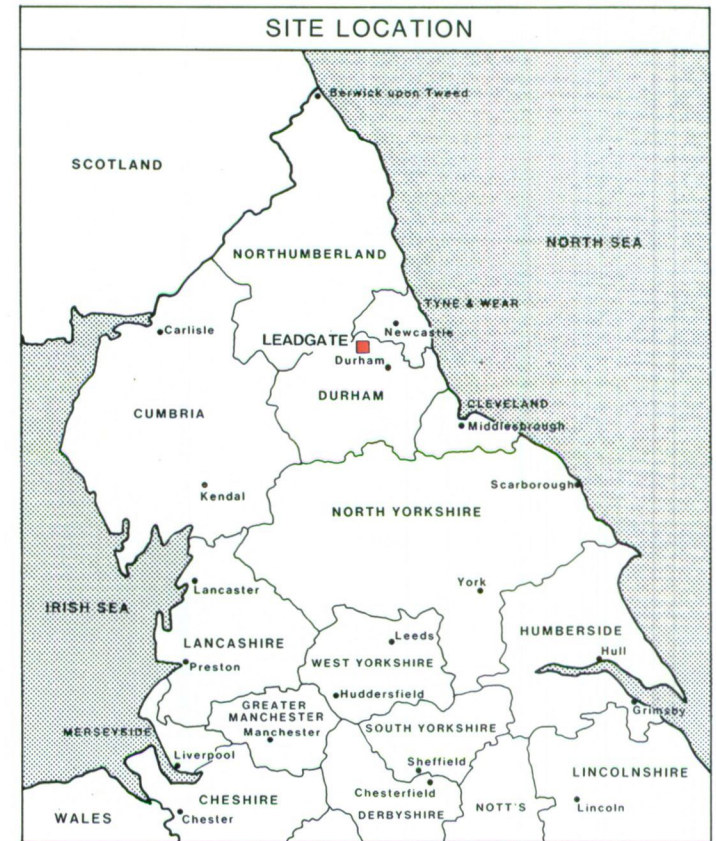 SITE LOCATION
Berwick upon Tweed
SCOTLAND
NORTH SEA
NORTHUMBERLAND
TYNE & WEAR
Carlisle
Newcastle
LEADGATE
Durham
DURHAM
CLEVELAND
CUMBRIA
Middlesbrough
Kendal
Scarborough
NORTH YORKSHIRE
York
Lancaster
IRISH SEA
HUMBERSIDE
Leeds
LANCASHIRE
Hull
WEST YORKSHIRE
Preston
Huddersfield
GREATER
MANCHESTER
Grimsby
SOUTH YORKSHIRE
MERSEYSIDE
Manchester
Liverpool
Sheffield
LINCOLNSHIRE
Chesterfield
CHESHIRE
NOTT'S
Lincoln
DERBYSHIRE
WALES
Chester